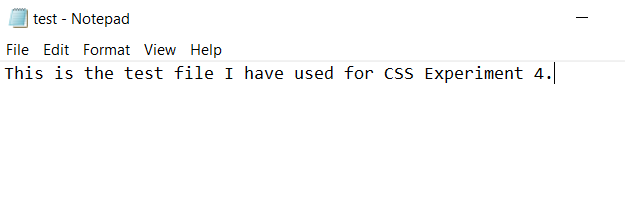 test - Notepad
File Edit Format View Help
This is the test file I have used for CSS Experiment 4.